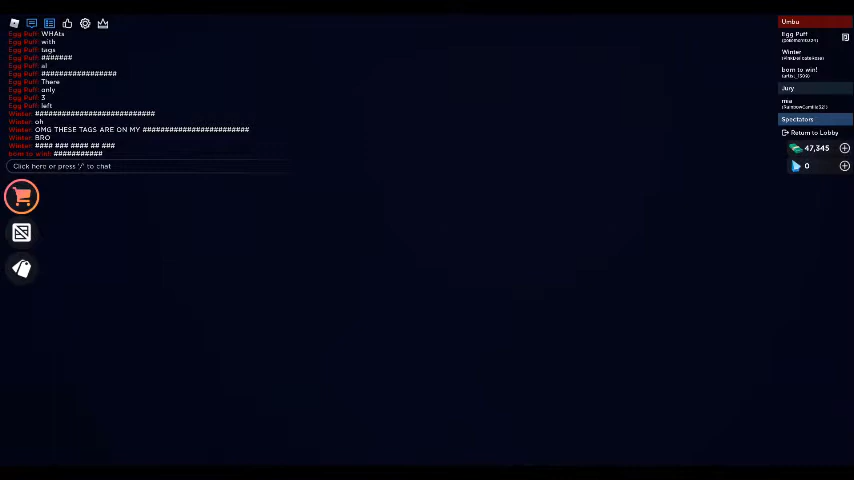 Egg Puff: WHAts
Egg Puff: with
Egg Puff: tags
Egg Puff: #######
Egg Puff: al
Egg Puff: #################
Egg Puff: There
Egg Puff: only
Egg Puff: 3
Egg Puff: left
Winter: ###########################
Winter: oh
Winter: OMG THESE TAGS ARE ON MY ########################
Winter: BRO
Winter: #### ### #### ## ###
born to win!: ###########
Click here or press '/' to chat
Umbu
Egg Puff
Winter
(PinkDelicateRose)
born to win!
Jury
mia
(RainbowCamilla321)
Spectators
Return to Lobby
47,345
0